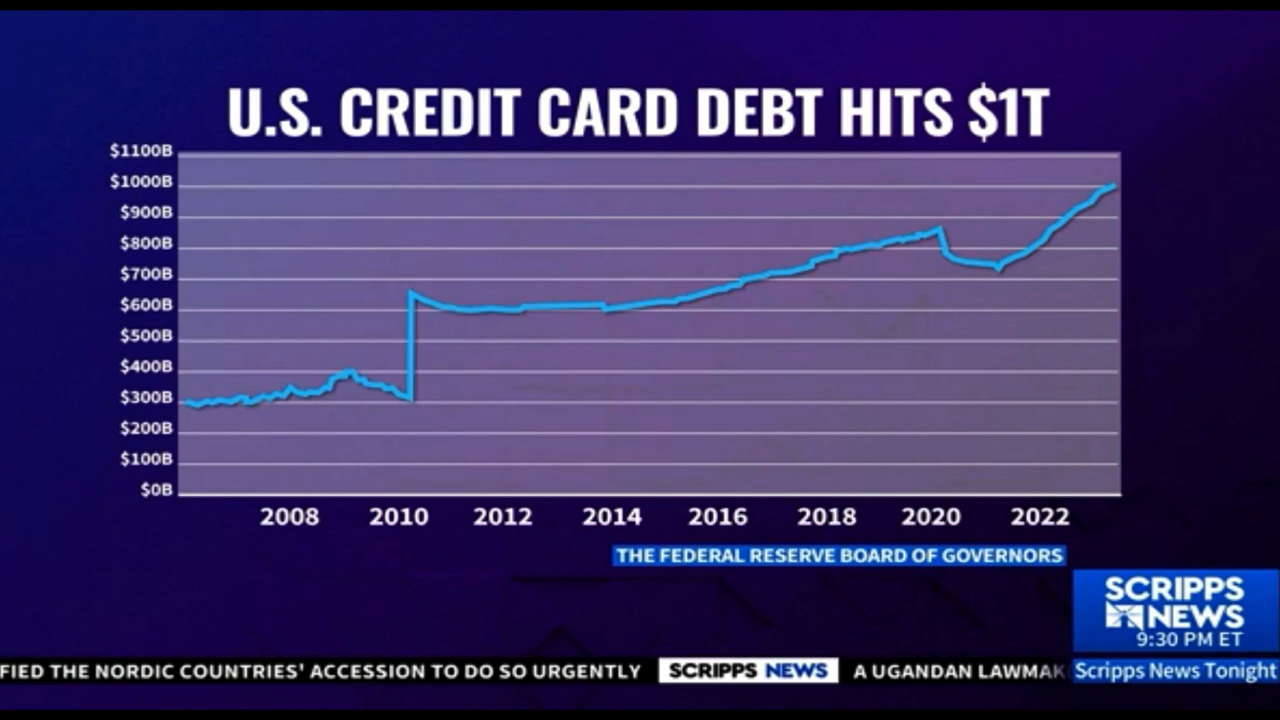 U.S. CREDIT CARD DEBT HITS $1T
$1100B
$1000B
$900B
$800B
$700B
$600B
$500B
$400B
$300B
$200B
$100B
$0B
2008 2010 2012 2014 2016 2018 2020 2022
THE FEDERAL RESERVE BOARD OF GOVERNORS
SCRIPPS
NEWS
9:30 PM ET
FIED THE NORDIC COUNTRIES' ACCESSION TO DO SO URGENTLY SCRIPPS NEWS A UGANDAN LAWMAK Scripps News Tonight